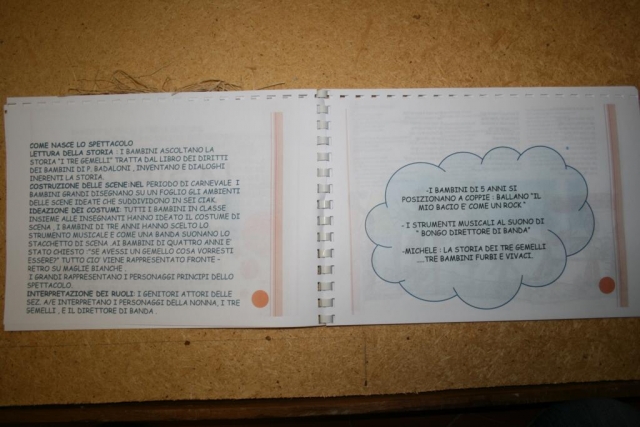 COME NASCE LO SPETTACOLO
LETTURA DELLA STORIA : I BAMBINI ASCOLTANO LA
STORIA "I TRE GEMELLI" TRATTA DAL LIBRO DEI DIRITTI
DEI BAMBINI DI P. BADALONI , INVENTANO E DIALOGHI
INERENTI LA STORIA.
COSTRUZIONE DELLE SCENE:NEL PERIODO DI CARNEVALE I
BAMBINI GRANDI DISEGNANO SU UN FOGLIO GLI AMBIENTI
DELLE SCENE IDEATE CHE SUDDIVIDONO IN SEI CIAK.
IDEAZIONE DEI COSTUMI: TUTTI I BAMBINI IN CLASSE
INSIEME ALLE INSEGNANTI HANNO IDEATO IL COSTUME DI
SCENA . I BAMBINI DI TRE ANNI HANNO SCELTO LO
STRUMENTO MUSICALE E COME UNA BANDA SUONANO LO
STACCHETTO DI SCENA .AI BAMBINI DI QUATTRO ANNI E'
STATO CHIESTO :"SE AVESSI UN GEMELLO COSA VORRESTI
ESSERE?" TUTTO CIO' VIENE RAPPRESENTATO FRONTE –
RETRO SU MAGLIE BIANCHE .
I GRANDI RAPPRESENTANO I PERSONAGGI PRINCIPI DELLO
SPETTACOLO.
INTERPRETAZIONE DEI RUOLI: I GENITORI ATTORI DELLE
SEZ. A/E INTERPRETANO I PERSONAGGI DELLA NONNA, I TRE
GEMELLI , E IL DIRETTORE DI BANDA .
-I BAMBINI DI 5 ANNI SI
POSIZIONANO A COPPIE : BALLANO "IL
MIO BACIO E' COME UN ROCK "
- I STRUMENTI MUSICALI AL SUONO DI
" BONGO DIRETTORE DI BANDA"
-MICHELE : LA STORIA DEI TRE GEMELLI
....TRE BAMBINI FURBI E VIVACI.